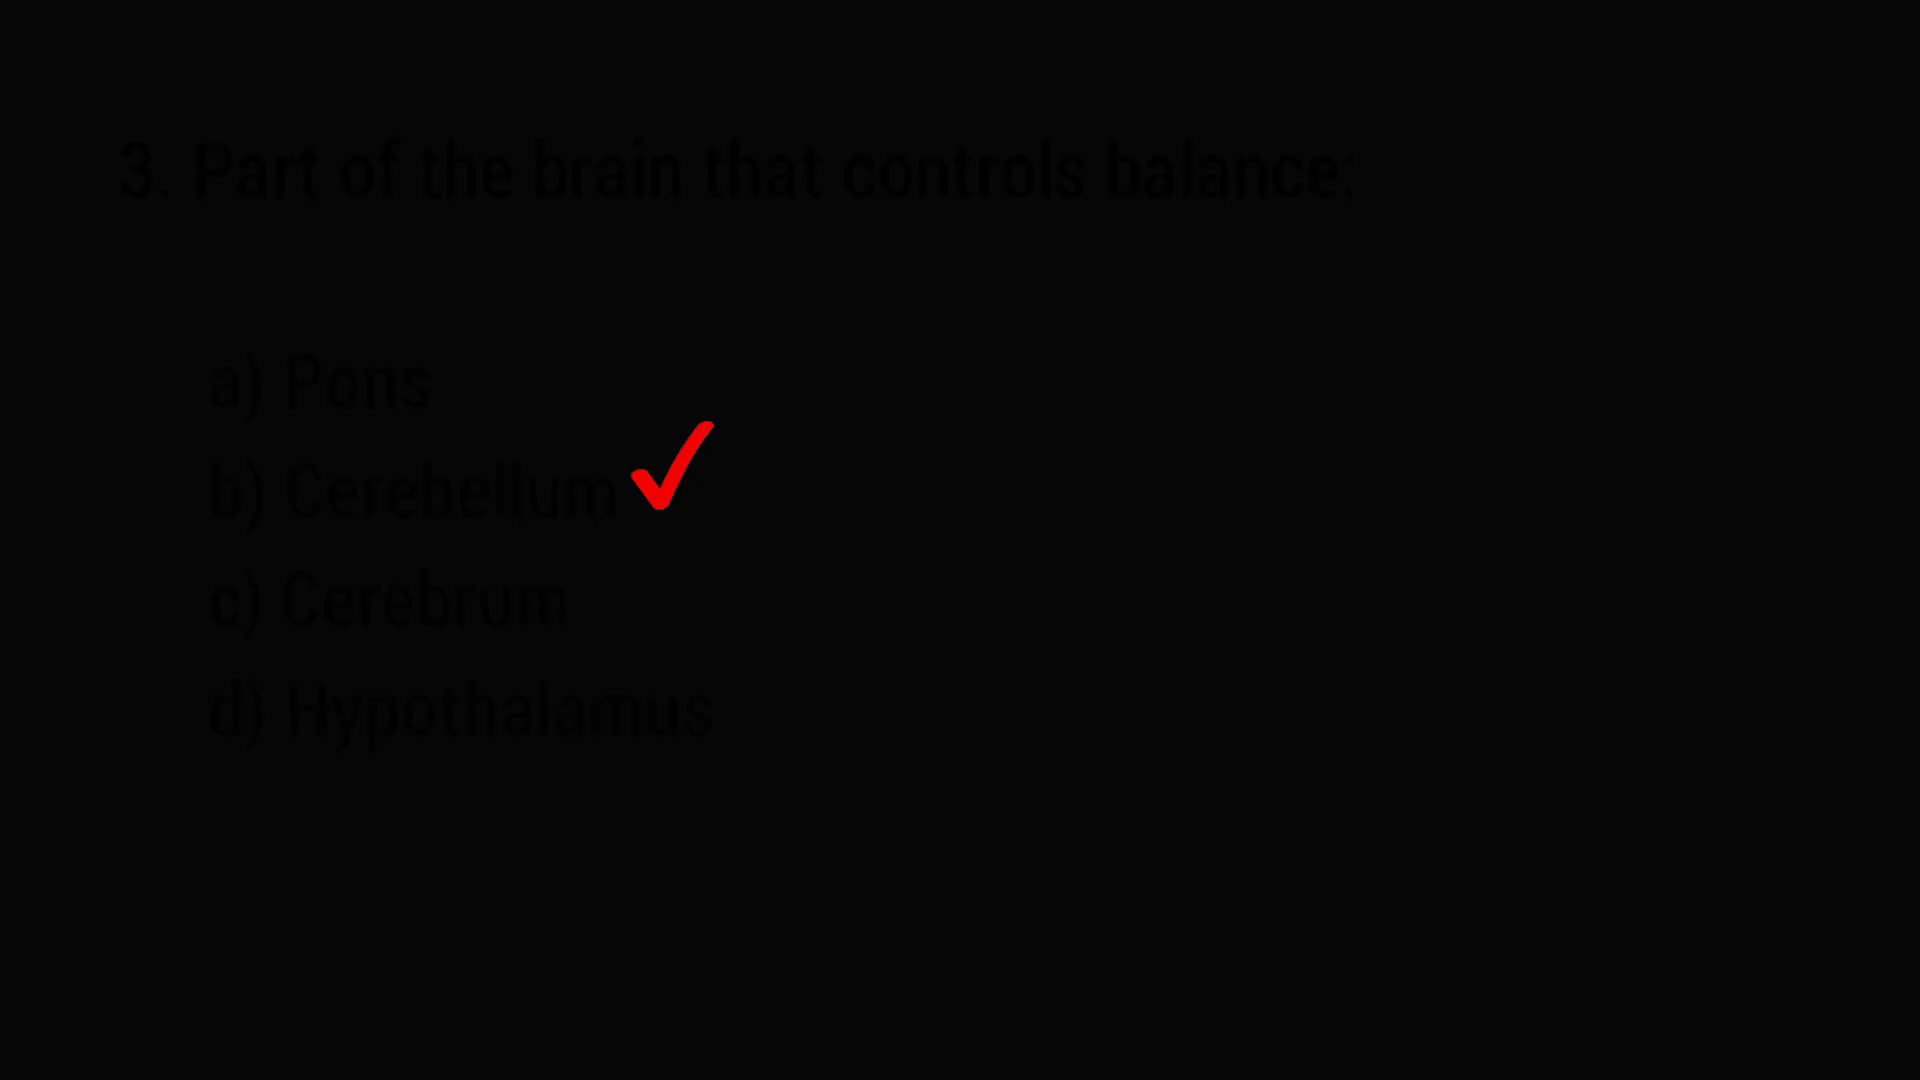 3. Part of the brain that controls balance:
a) Pons
b) Cerebellum
c) Cerebrum
d) Hypothalamus